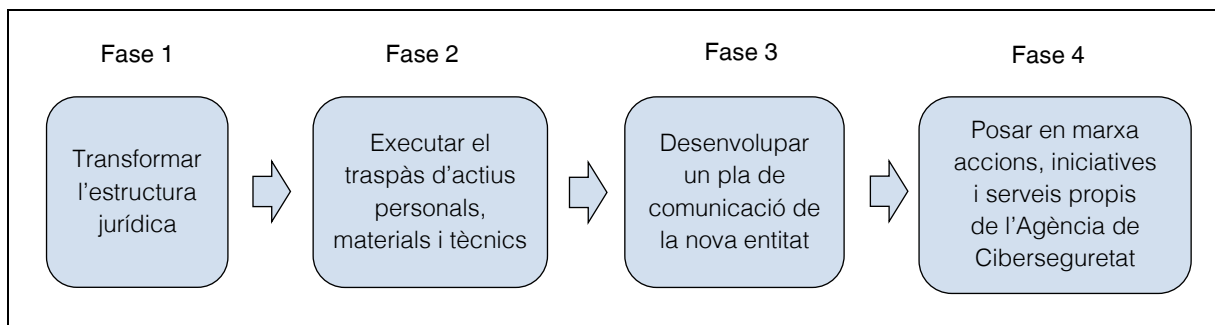 Fase 1
Transformar
l'estructura
jurídica
Fase 2
Executar el
traspàs d'actius
personals,
materials i tècnics
Fase 3
Desenvolupar
un pla de
comunicació de
la nova entitat
Fase 4
Posar en marxa
accions, iniciatives
i serveis propis
de l'Agència de
Ciberseguretat